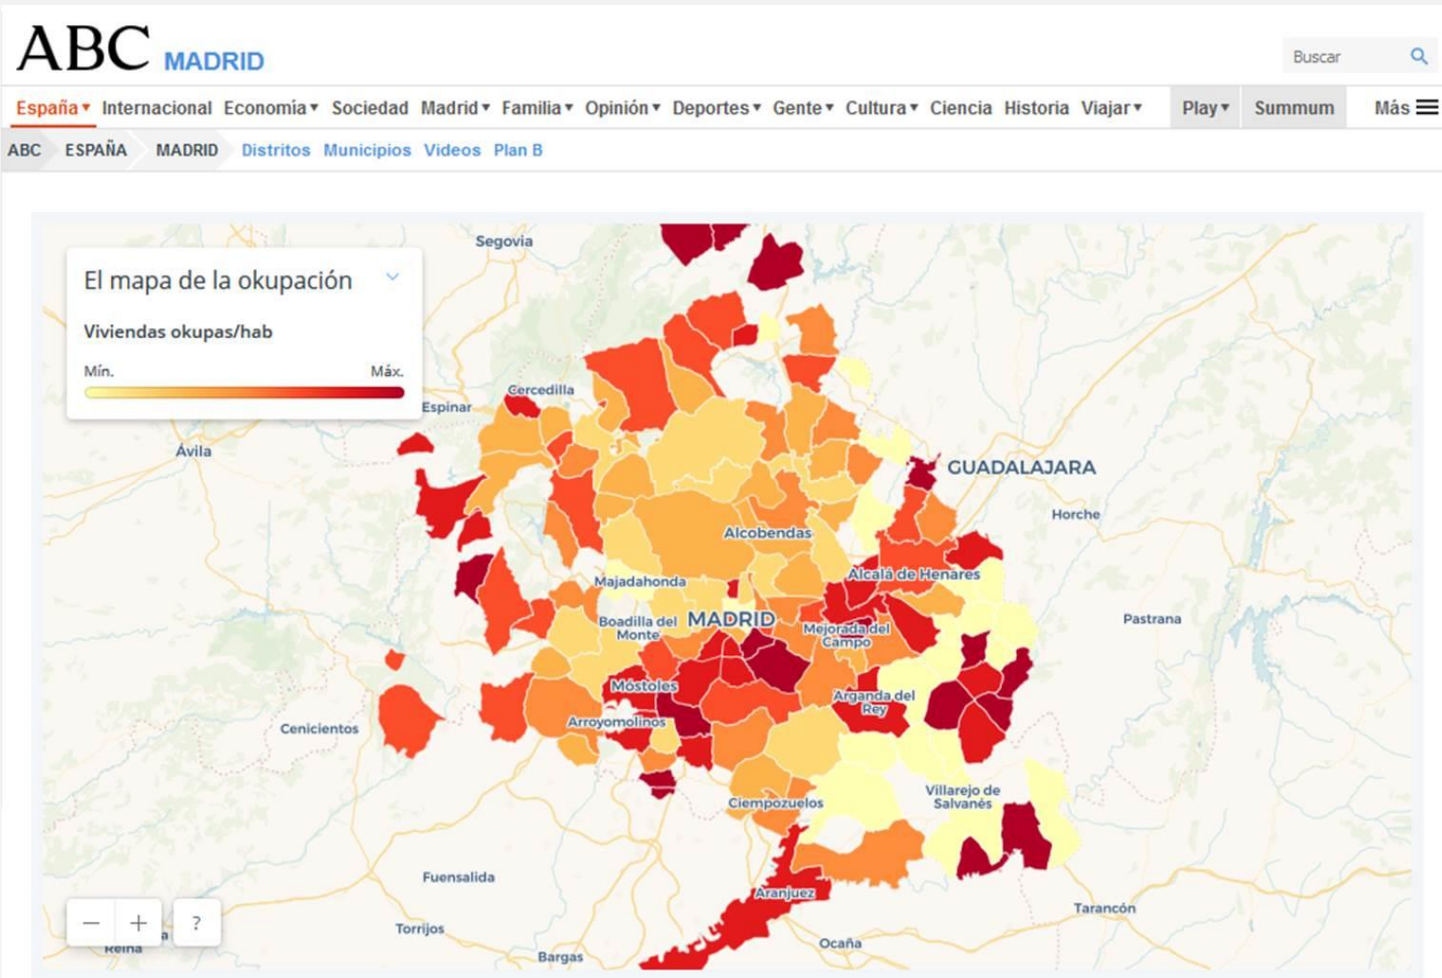 ABC MADRID
Buscar
España Internacional Economía Sociedad Madrid Familia Opinión Deportes Gente Cultura Ciencia Historia Viajar Play Summum Más
ABC ESPAÑA MADRID Distritos Municipios Videos Plan B
El mapa de la okupación
Viviendas okupas/hab
Mín. Máx.
Segovia
Cercedilla
Espinar
Ávila
GUADALAJARA
Horche
Alcobendas
Majadahonda
Alcalá de Henares
Boadilla del
Monte
MADRID
Mejorada del
Campo
Pastrana
Móstoles
Arganda del
Rey
Arroyomolinos
Cenicientos
Ciempozuelos
Villarejo de
Salvanés
Fuensalida
Aranjuez
Tarancón
Torrijos
Ocaña
Bargas
− + ?
Reina